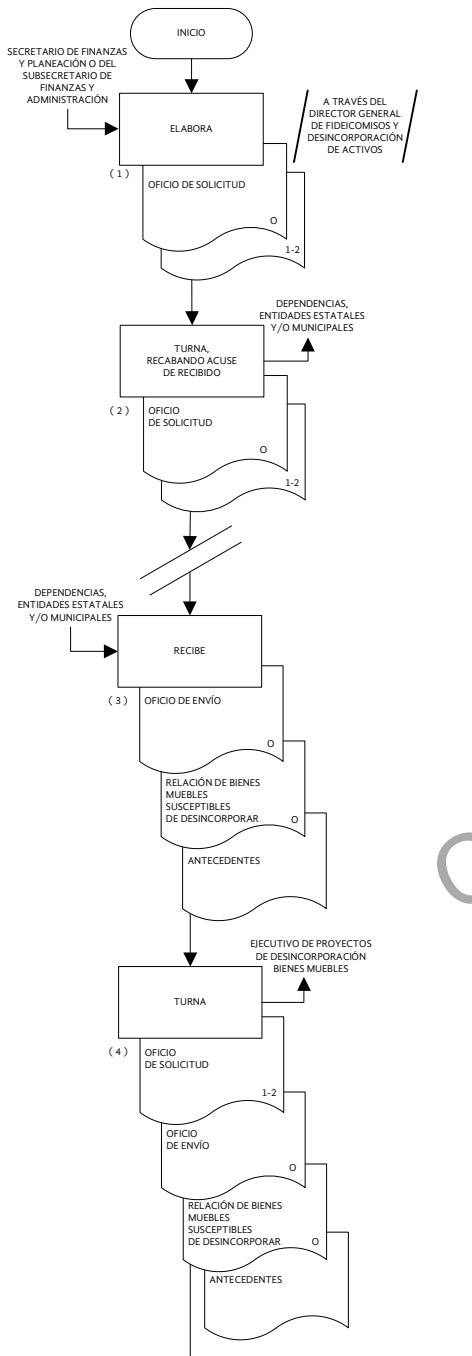 INICIO
SECRETARIO DE FINANZAS
Y PLANEACIÓN O DEL
SUBSECRETARIO DE
FINANZAS Y
ADMINISTRACIÓN
ELABORA
A TRAVÉS DEL
DIRECTOR GENERAL
DE FIDEICOMISOS Y
DESINCORPORACIÓN
DE ACTIVOS
( 1 )
OFICIO DE SOLICITUD
O
1-2
DEPENDENCIAS,
ENTIDADES ESTATALES
Y/O MUNICIPALES
TURNA,
RECABANDO ACUSE
DE RECIBIDO
( 2 )
OFICIO
DE SOLICITUD
O
1-2
DEPENDENCIAS,
ENTIDADES ESTATALES
Y/O MUNICIPALES
RECIBE
( 3 )
OFICIO DE ENVÍO
O
RELACIÓN DE BIENES
MUEBLES
SUSCEPTIBLES
DE DESINCORPORAR
O
ANTECEDENTES
EJECUTIVO DE PROYECTOS
DE DESINCORPORACIÓN
BIENES MUEBLES
TURNA
( 4 )
OFICIO
DE SOLICITUD
1-2
OFICIO
DE ENVÍO
O
RELACIÓN DE BIENES
MUEBLES
SUSCEPTIBLES
DE DESINCORPORAR
O
ANTECEDENTES